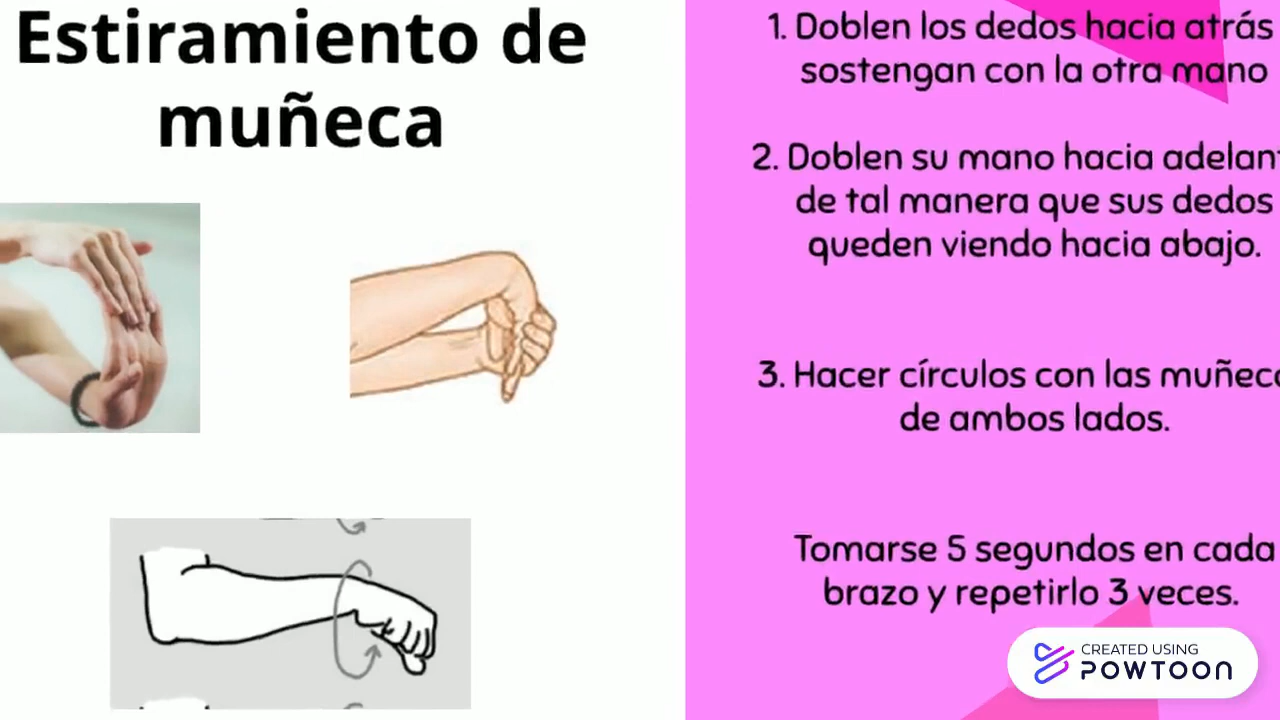 Estiramiento de
muñeca
1. Doblen los dedos hacia atrás
sostengan con la otra mano
2. Doblen su mano hacia adelan
de tal manera que sus dedos
queden viendo hacia abajo.
3. Hacer círculos con las muñec
de ambos lados.
Tomarse 5 segundos en cada
brazo y repetirlo 3 veces.
CREATED USING
POWTOON